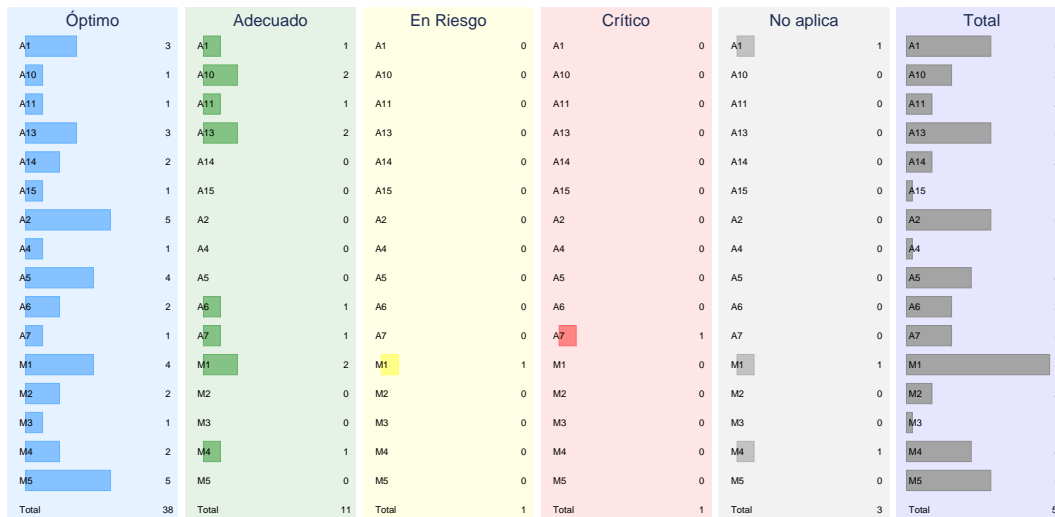 Óptimo Adecuado En Riesgo Crítico No aplica Total
A1 3 A1 1 A1 0 A1 0 A1 1 A1
A10 1 A10 2 A10 0 A10 0 A10 0 A10
A11 1 A11 1 A11 0 A11 0 A11 0 A11
A13 3 A13 2 A13 0 A13 0 A13 0 A13
A14 2 A14 0 A14 0 A14 0 A14 0 A14
A15 1 A15 0 A15 0 A15 0 A15 0 A15
A2 5 A2 0 A2 0 A2 0 A2 0 A2
A4 1 A4 0 A4 0 A4 0 A4 0 A4
A5 4 A5 0 A5 0 A5 0 A5 0 A5
A6 2 A6 1 A6 0 A6 0 A6 0 A6
A7 1 A7 1 A7 0 A7 1 A7 0 A7
M1 4 M1 2 M1 1 M1 0 M1 1 M1
M2 2 M2 0 M2 0 M2 0 M2 0 M2
M3 1 M3 0 M3 0 M3 0 M3 0 M3
M4 2 M4 1 M4 0 M4 0 M4 1 M4
M5 5 M5 0 M5 0 M5 0 M5 0 M5
Total 38 Total 11 Total 1 Total 1 Total 3 Total